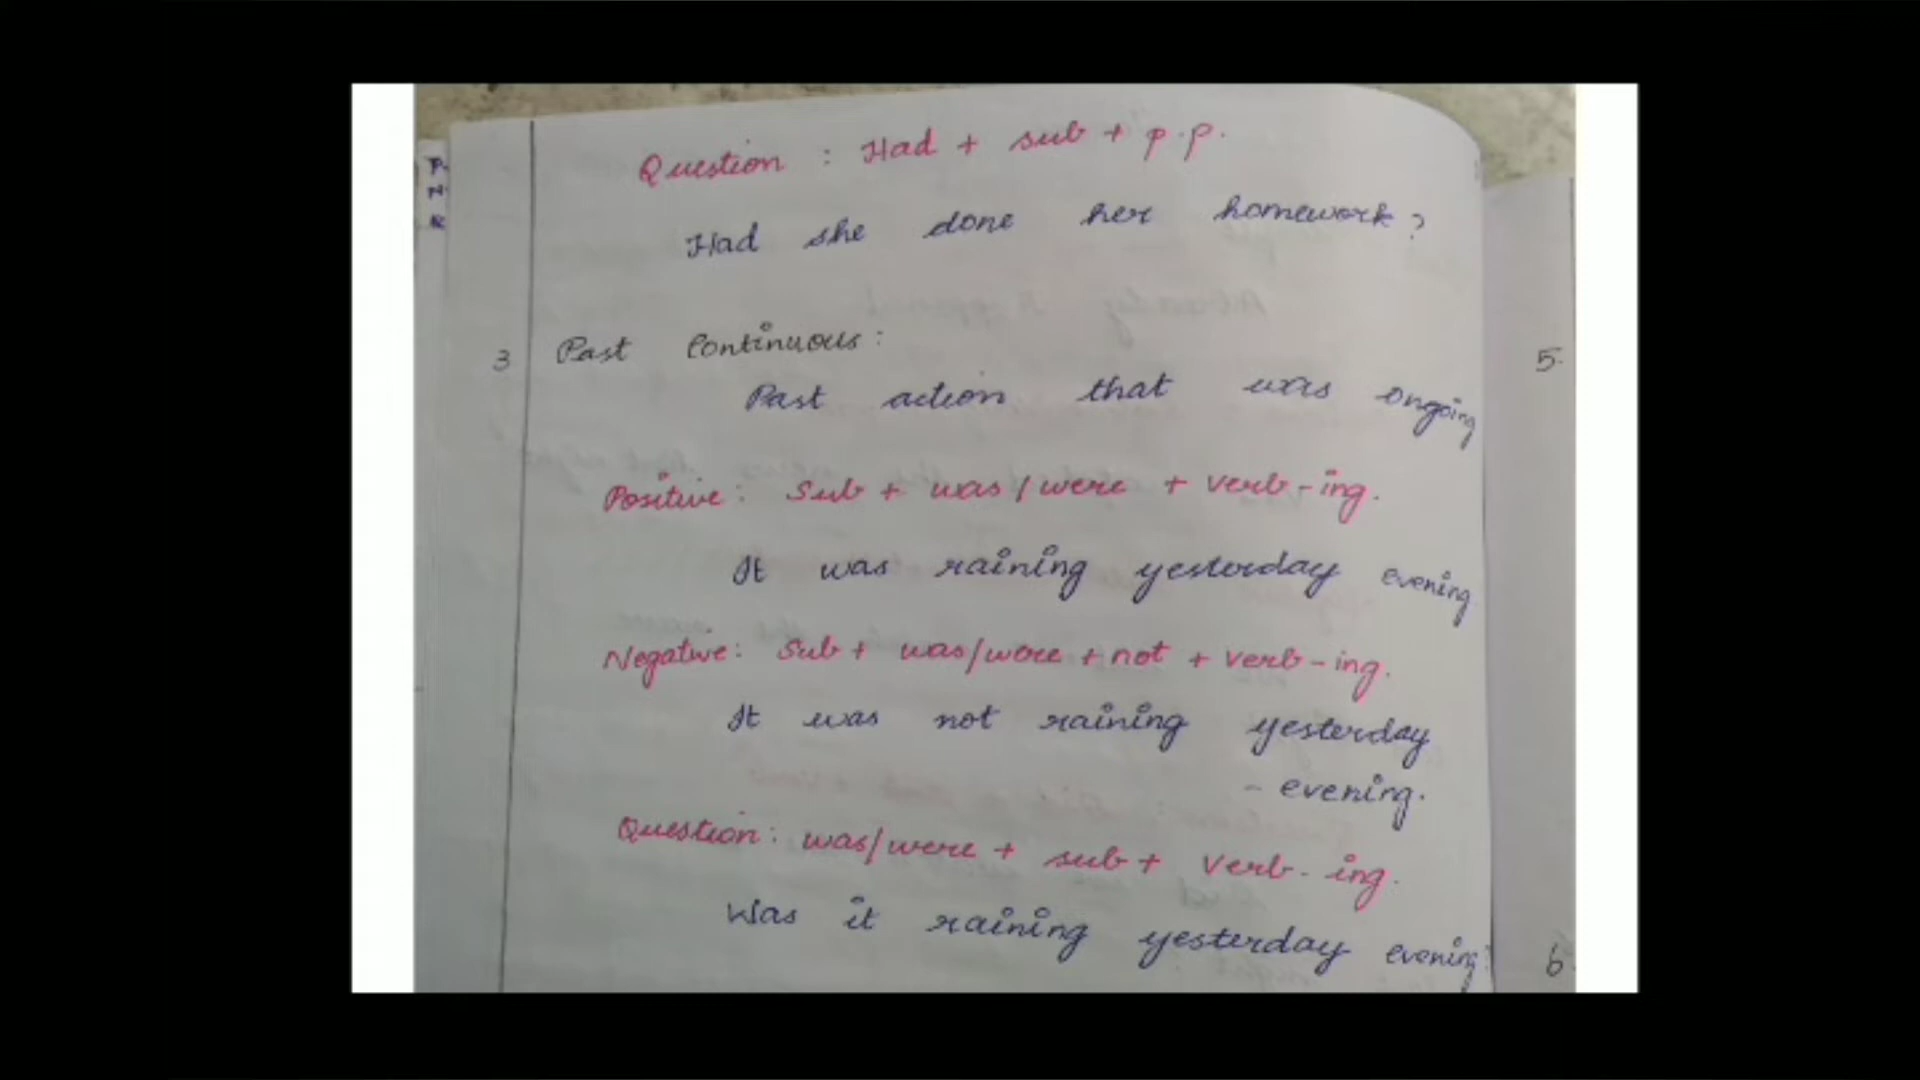 Question : Had + sub + p.p.
Had she done her homework?
3 Past Continuous:
Past action that was ongoing
Positive: Sub + was/were + verb-ing.
It was raining yesterday evening
Negative: Sub + was/were + not + verb-ing.
It was not raining yesterday
- evening.
Question: was/were + sub + Verb-ing.
Was it raining yesterday evening?
P.
N.
5.
6.